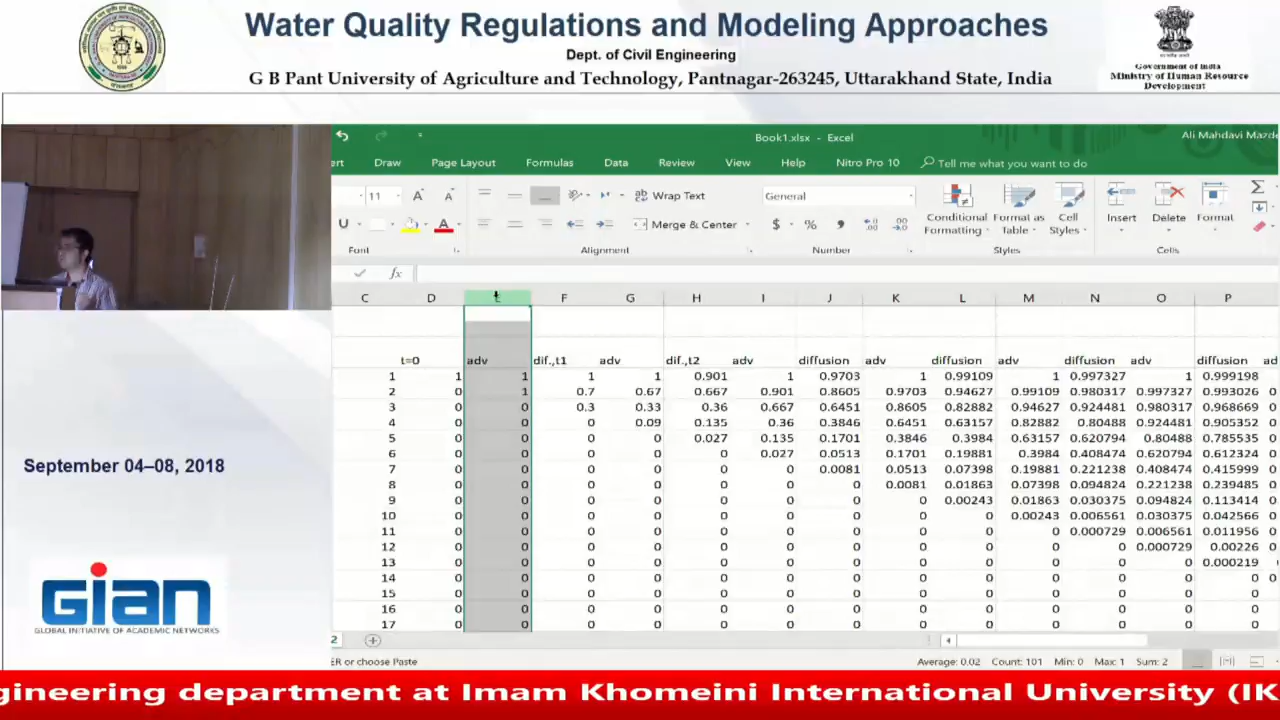 Water Quality Regulations and Modeling Approaches
Dept. of Civil Engineering
G B Pant University of Agriculture and Technology, Pantnagar-263245, Uttarakhand State, India
Government of India
Ministry of Human Resource
Development
Book1.xlsx - Excel
Ali Mahdavi Mazde
ert Draw Page Layout Formulas Data Review View Help Nitro Pro 10 Tell me what you want to do
11 A A ab Wrap Text General Σ
U A Merge & Center $ % , Conditional Formatting Format as Table Cell Styles Insert Delete Format
Font Alignment Number Styles Cells
fx
C D E F G H I J K L M N O P
t=0 adv dif.,t1 adv dif.,t2 adv diffusion adv diffusion adv diffusion adv diffusion ad
1 1 1 1 1 0.901 1 0.9703 1 0.99109 1 0.997327 1 0.999198
2 0 1 0.7 0.67 0.667 0.901 0.8605 0.9703 0.94627 0.99109 0.980317 0.997327 0.993026 0
3 0 0 0.3 0.33 0.36 0.667 0.6451 0.8605 0.82882 0.94627 0.924481 0.980317 0.968669 0
4 0 0 0 0.09 0.135 0.36 0.3846 0.6451 0.63157 0.82882 0.80488 0.924481 0.905352 0
5 0 0 0 0 0.027 0.135 0.1701 0.3846 0.3984 0.63157 0.620794 0.80488 0.785535 0
6 0 0 0 0 0 0.027 0.0513 0.1701 0.19881 0.3984 0.408474 0.620794 0.612324 0
7 0 0 0 0 0 0 0.0081 0.0513 0.07398 0.19881 0.221238 0.408474 0.415999 0
8 0 0 0 0 0 0 0 0.0081 0.01863 0.07398 0.094824 0.221238 0.239485 0
9 0 0 0 0 0 0 0 0 0.00243 0.01863 0.030375 0.094824 0.113414 0
10 0 0 0 0 0 0 0 0 0 0.00243 0.006561 0.030375 0.042566 0
11 0 0 0 0 0 0 0 0 0 0 0.000729 0.006561 0.011956 0
12 0 0 0 0 0 0 0 0 0 0 0 0.000729 0.00226 0
13 0 0 0 0 0 0 0 0 0 0 0 0 0.000219
14 0 0 0 0 0 0 0 0 0 0 0 0 0 0
15 0 0 0 0 0 0 0 0 0 0 0 0 0 0
16 0 0 0 0 0 0 0 0 0 0 0 0 0 0
17 0 0 0 0 0 0 0 0 0 0 0 0 0 0
September 04–08, 2018
GIAN
GLOBAL INITIATIVE OF ACADEMIC NETWORKS
2
ER or choose Paste Average: 0.02 Count: 101 Min: 0 Max: 1 Sum: 2
gineering department at Imam Khomeini International University (IK